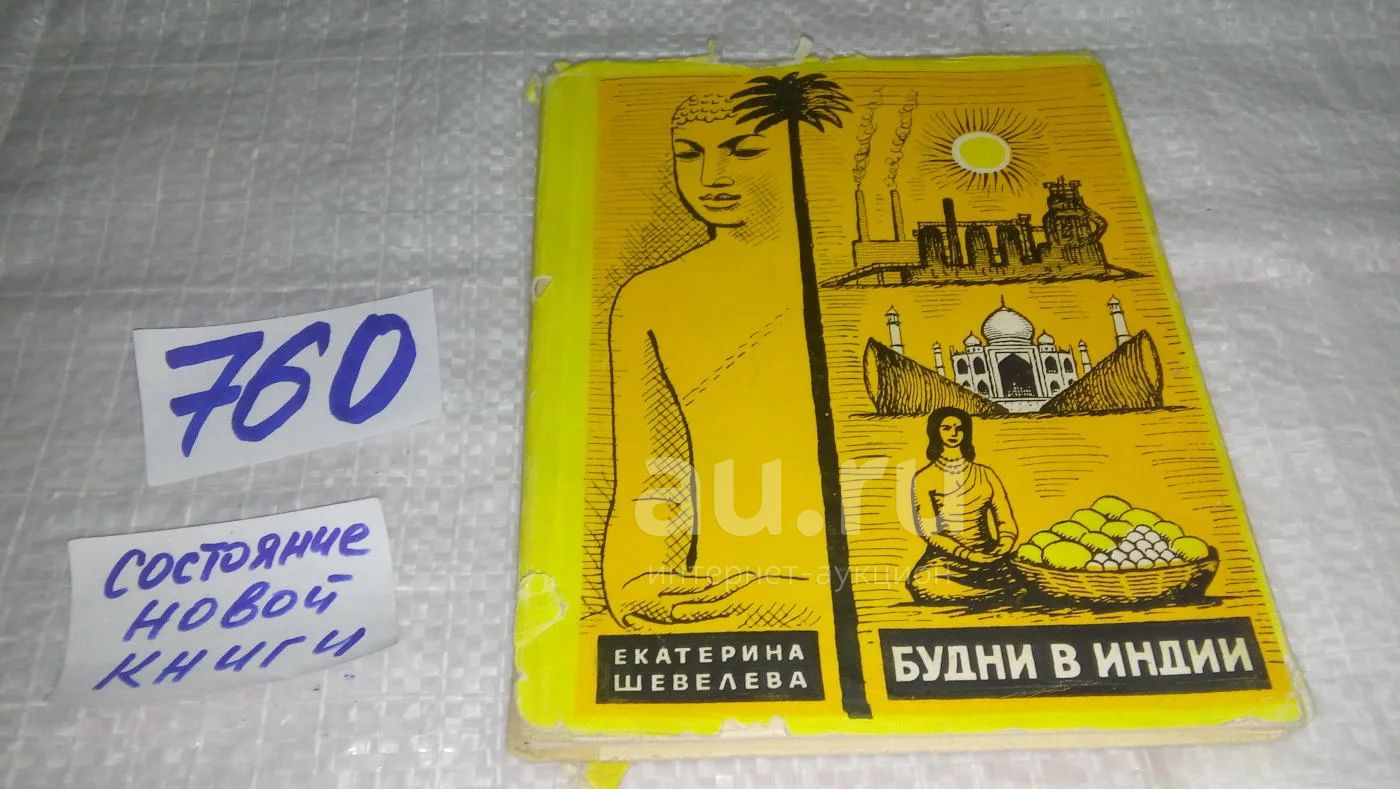 760
состояние
новой
книги
ЕКАТЕРИНА
ШЕВЕЛЕВА
БУДНИ В ИНДИИ
au.ru
интернет-аукцион